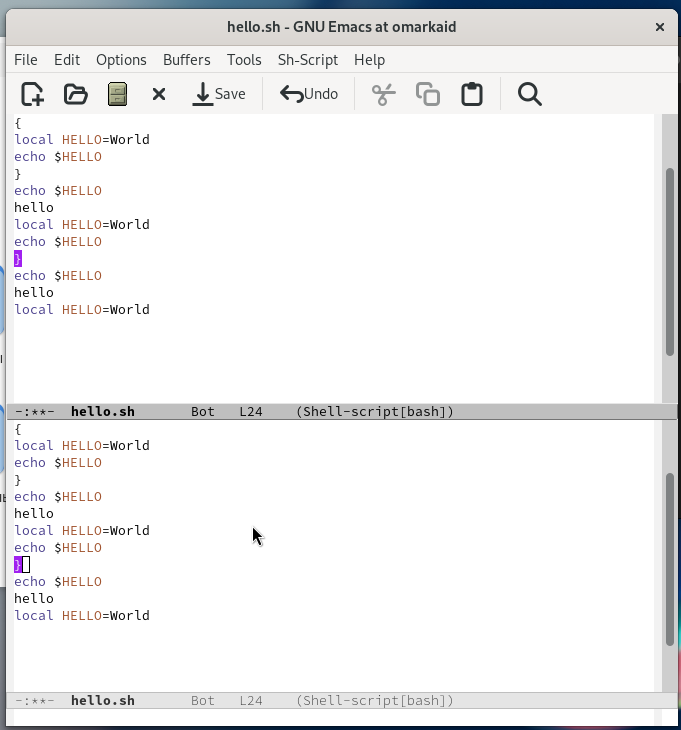 hello.sh - GNU Emacs at omarkaid ×
File Edit Options Buffers Tools Sh-Script Help
Save Undo
{
local HELLO=World
echo $HELLO
}
echo $HELLO
hello
local HELLO=World
echo $HELLO
}
echo $HELLO
hello
local HELLO=World
-:**- hello.sh Bot L24 (Shell-script[bash])
{
local HELLO=World
echo $HELLO
}
echo $HELLO
hello
local HELLO=World
echo $HELLO
}
echo $HELLO
hello
local HELLO=World
-:**- hello.sh Bot L24 (Shell-script[bash])